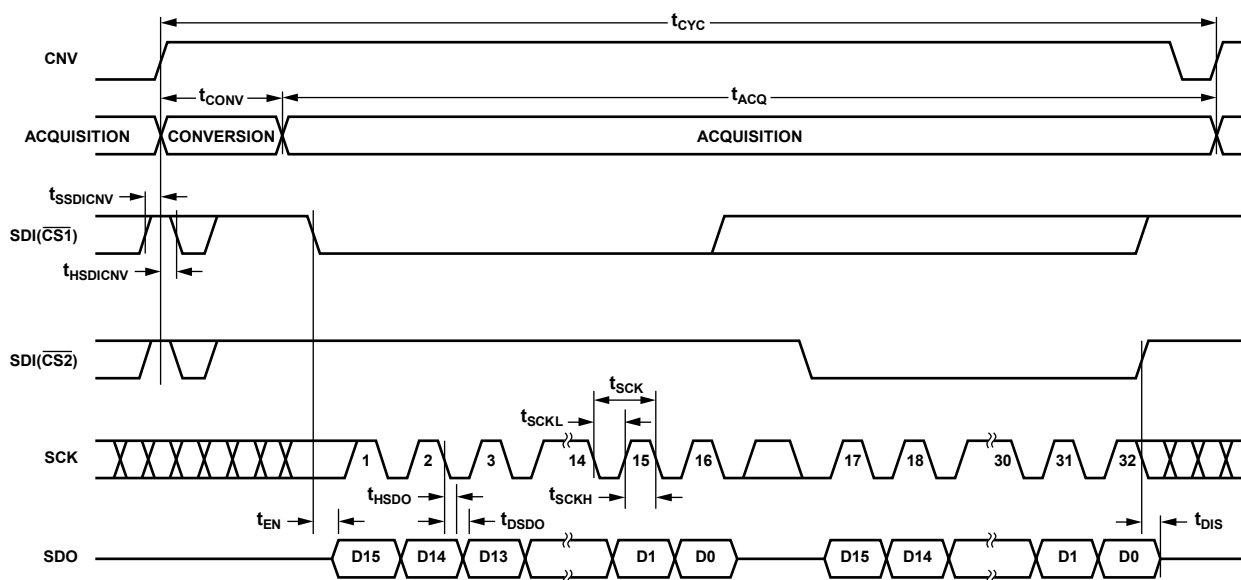 tCYC
CNV
tCONV
tACQ
ACQUISITION
CONVERSION
ACQUISITION
tSSDICNV
SDI(CS1)
tHSDICNV
SDI(CS2)
tSCK
tSCKL
SCK
1 2 3 14 15 16 17 18 30 31 32
tHSDO
tSCKH
tEN
tDSDO
tDIS
SDO
D15 D14 D13 D1 D0 D15 D14 D1 D0